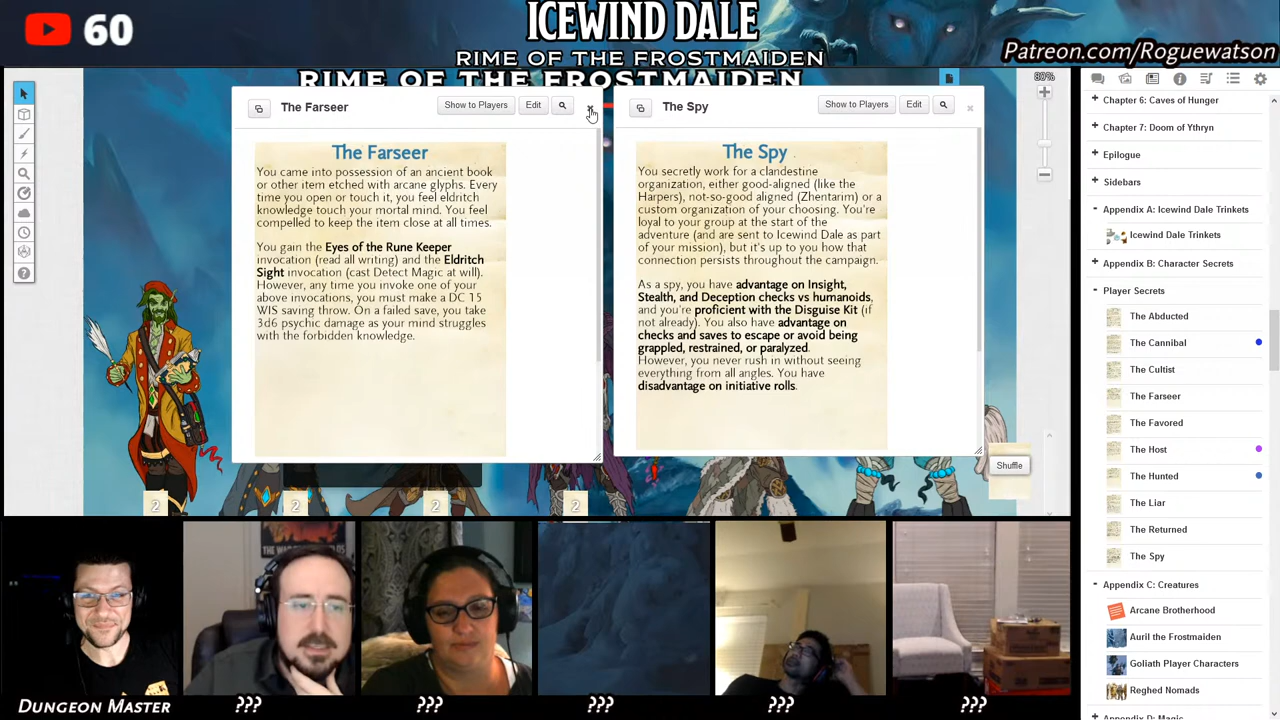 60
ICEWIND DALE
RIME OF THE FROSTMAIDEN
Patreon.com/Roguewatson
RIME OF THE FROSTMAIDEN
The Farseer
Show to Players
Edit
The Farseer
You came into possession of an ancient book
or other item etched with arcane glyphs. Every
time you open or touch it, you feel eldritch
knowledge touch your mortal mind. You feel
compelled to keep the item close at all times.
You gain the Eyes of the Rune Keeper
invocation (read all writing) and the Eldritch
Sight invocation (cast Detect Magic at will).
However, any time you invoke one of your
above invocations, you must make a DC 15
WIS saving throw. On a failed save, you take
3d6 psychic damage as your mind struggles
with the forbidden knowledge.
The Spy
Show to Players
Edit
The Spy
You secretly work for a clandestine
organization, either good-aligned (like the
Harpers), not-so-good aligned (Zhentarim) or a
custom organization of your choosing. You're
loyal to your group at the start of the
adventure (and are sent to Icewind Dale as part
of your mission), but it's up to you how that
connection persists throughout the campaign.
As a spy, you have advantage on Insight,
Stealth, and Deception checks vs humanoids,
and you're proficient with the Disguise Kit (if
not already). You also have advantage on
checks and saves to escape or avoid being
grappled, restrained, or paralyzed.
However, you never rush in without seeing
everything from all angles. You have
disadvantage on initiative rolls.
Shuffle
2
2
2
2
Chapter 6: Caves of Hunger
Chapter 7: Doom of Ythryn
Epilogue
Sidebars
Appendix A: Icewind Dale Trinkets
Icewind Dale Trinkets
Appendix B: Character Secrets
Player Secrets
The Abducted
The Cannibal
The Cultist
The Farseer
The Favored
The Host
The Hunted
The Liar
The Returned
The Spy
Appendix C: Creatures
Arcane Brotherhood
Auril the Frostmaiden
Goliath Player Characters
Reghed Nomads
Appendix D: Magic
DUNGEON MASTER
???
???
???
???
???